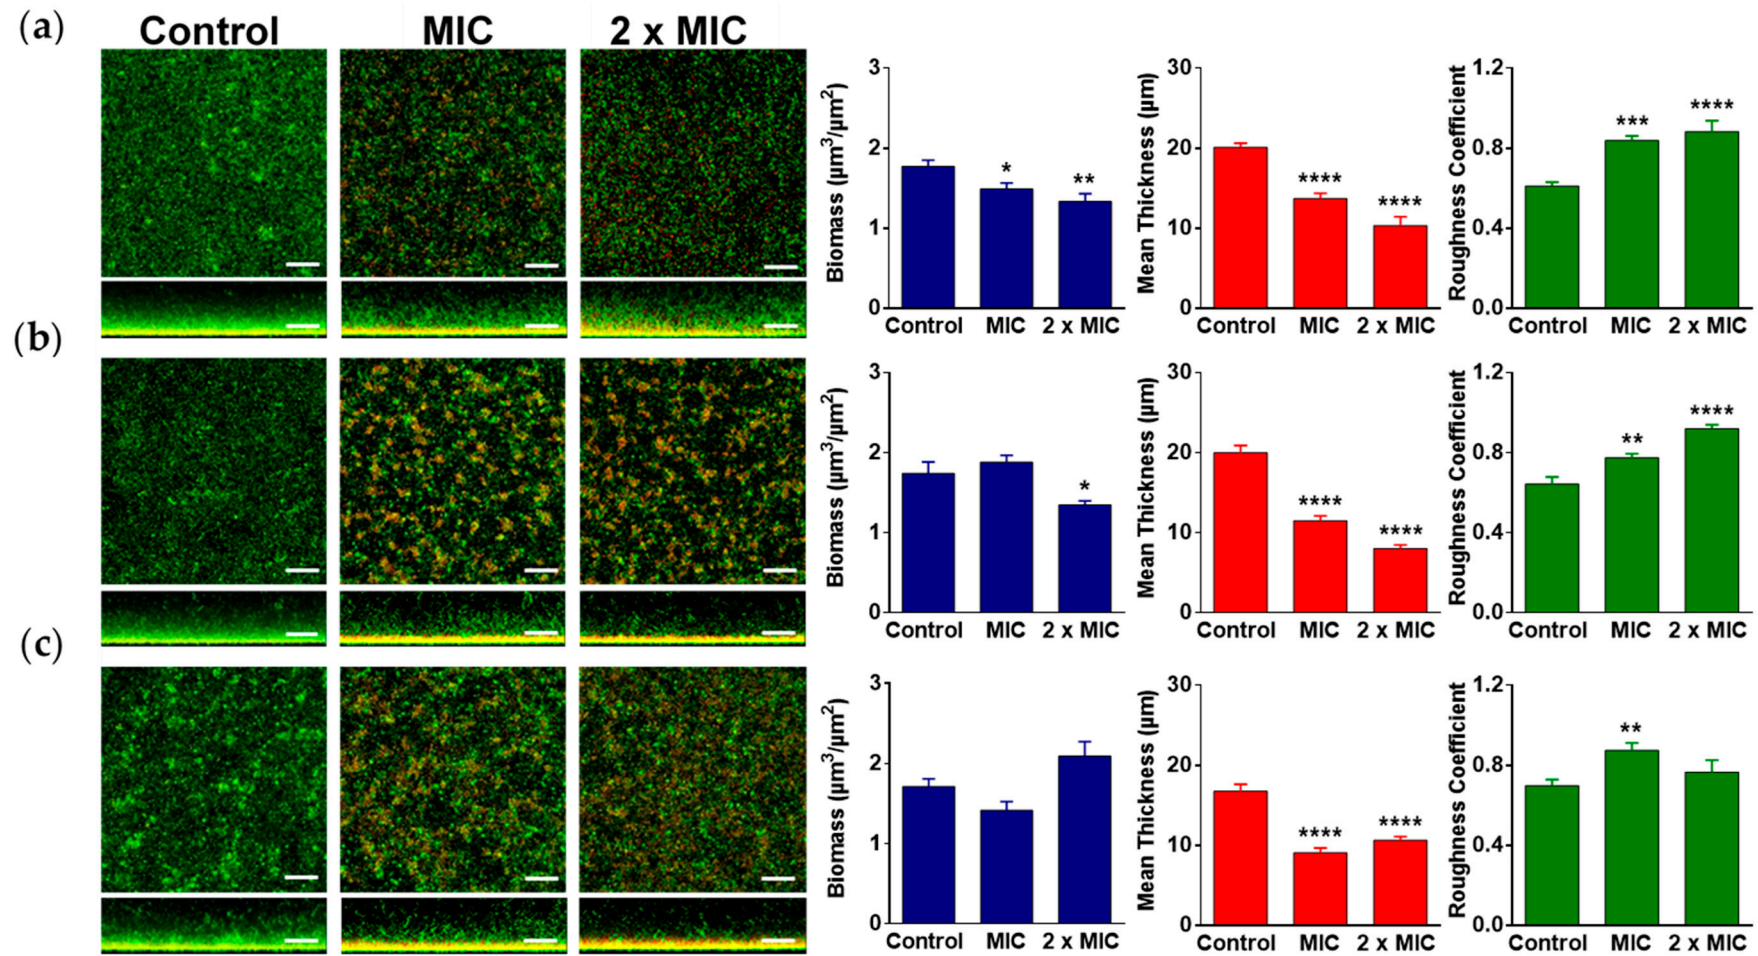 (a)
Control MIC 2 x MIC
Biomass (µm³/µm²)
3
2
1
0
*
**
Control MIC 2 x MIC
Mean Thickness (µm)
30
20
10
0
****
****
Control MIC 2 x MIC
Roughness Coefficient
1.2
0.8
0.4
0.0
***
****
Control MIC 2 x MIC
(b)
Biomass (µm³/µm²)
3
2
1
0
*
Control MIC 2 x MIC
Mean Thickness (µm)
30
20
10
0
****
****
Control MIC 2 x MIC
Roughness Coefficient
1.2
0.8
0.4
0.0
**
****
Control MIC 2 x MIC
(c)
Biomass (µm³/µm²)
3
2
1
0
Control MIC 2 x MIC
Mean Thickness (µm)
30
20
10
0
****
****
Control MIC 2 x MIC
Roughness Coefficient
1.2
0.8
0.4
0.0
**
Control MIC 2 x MIC